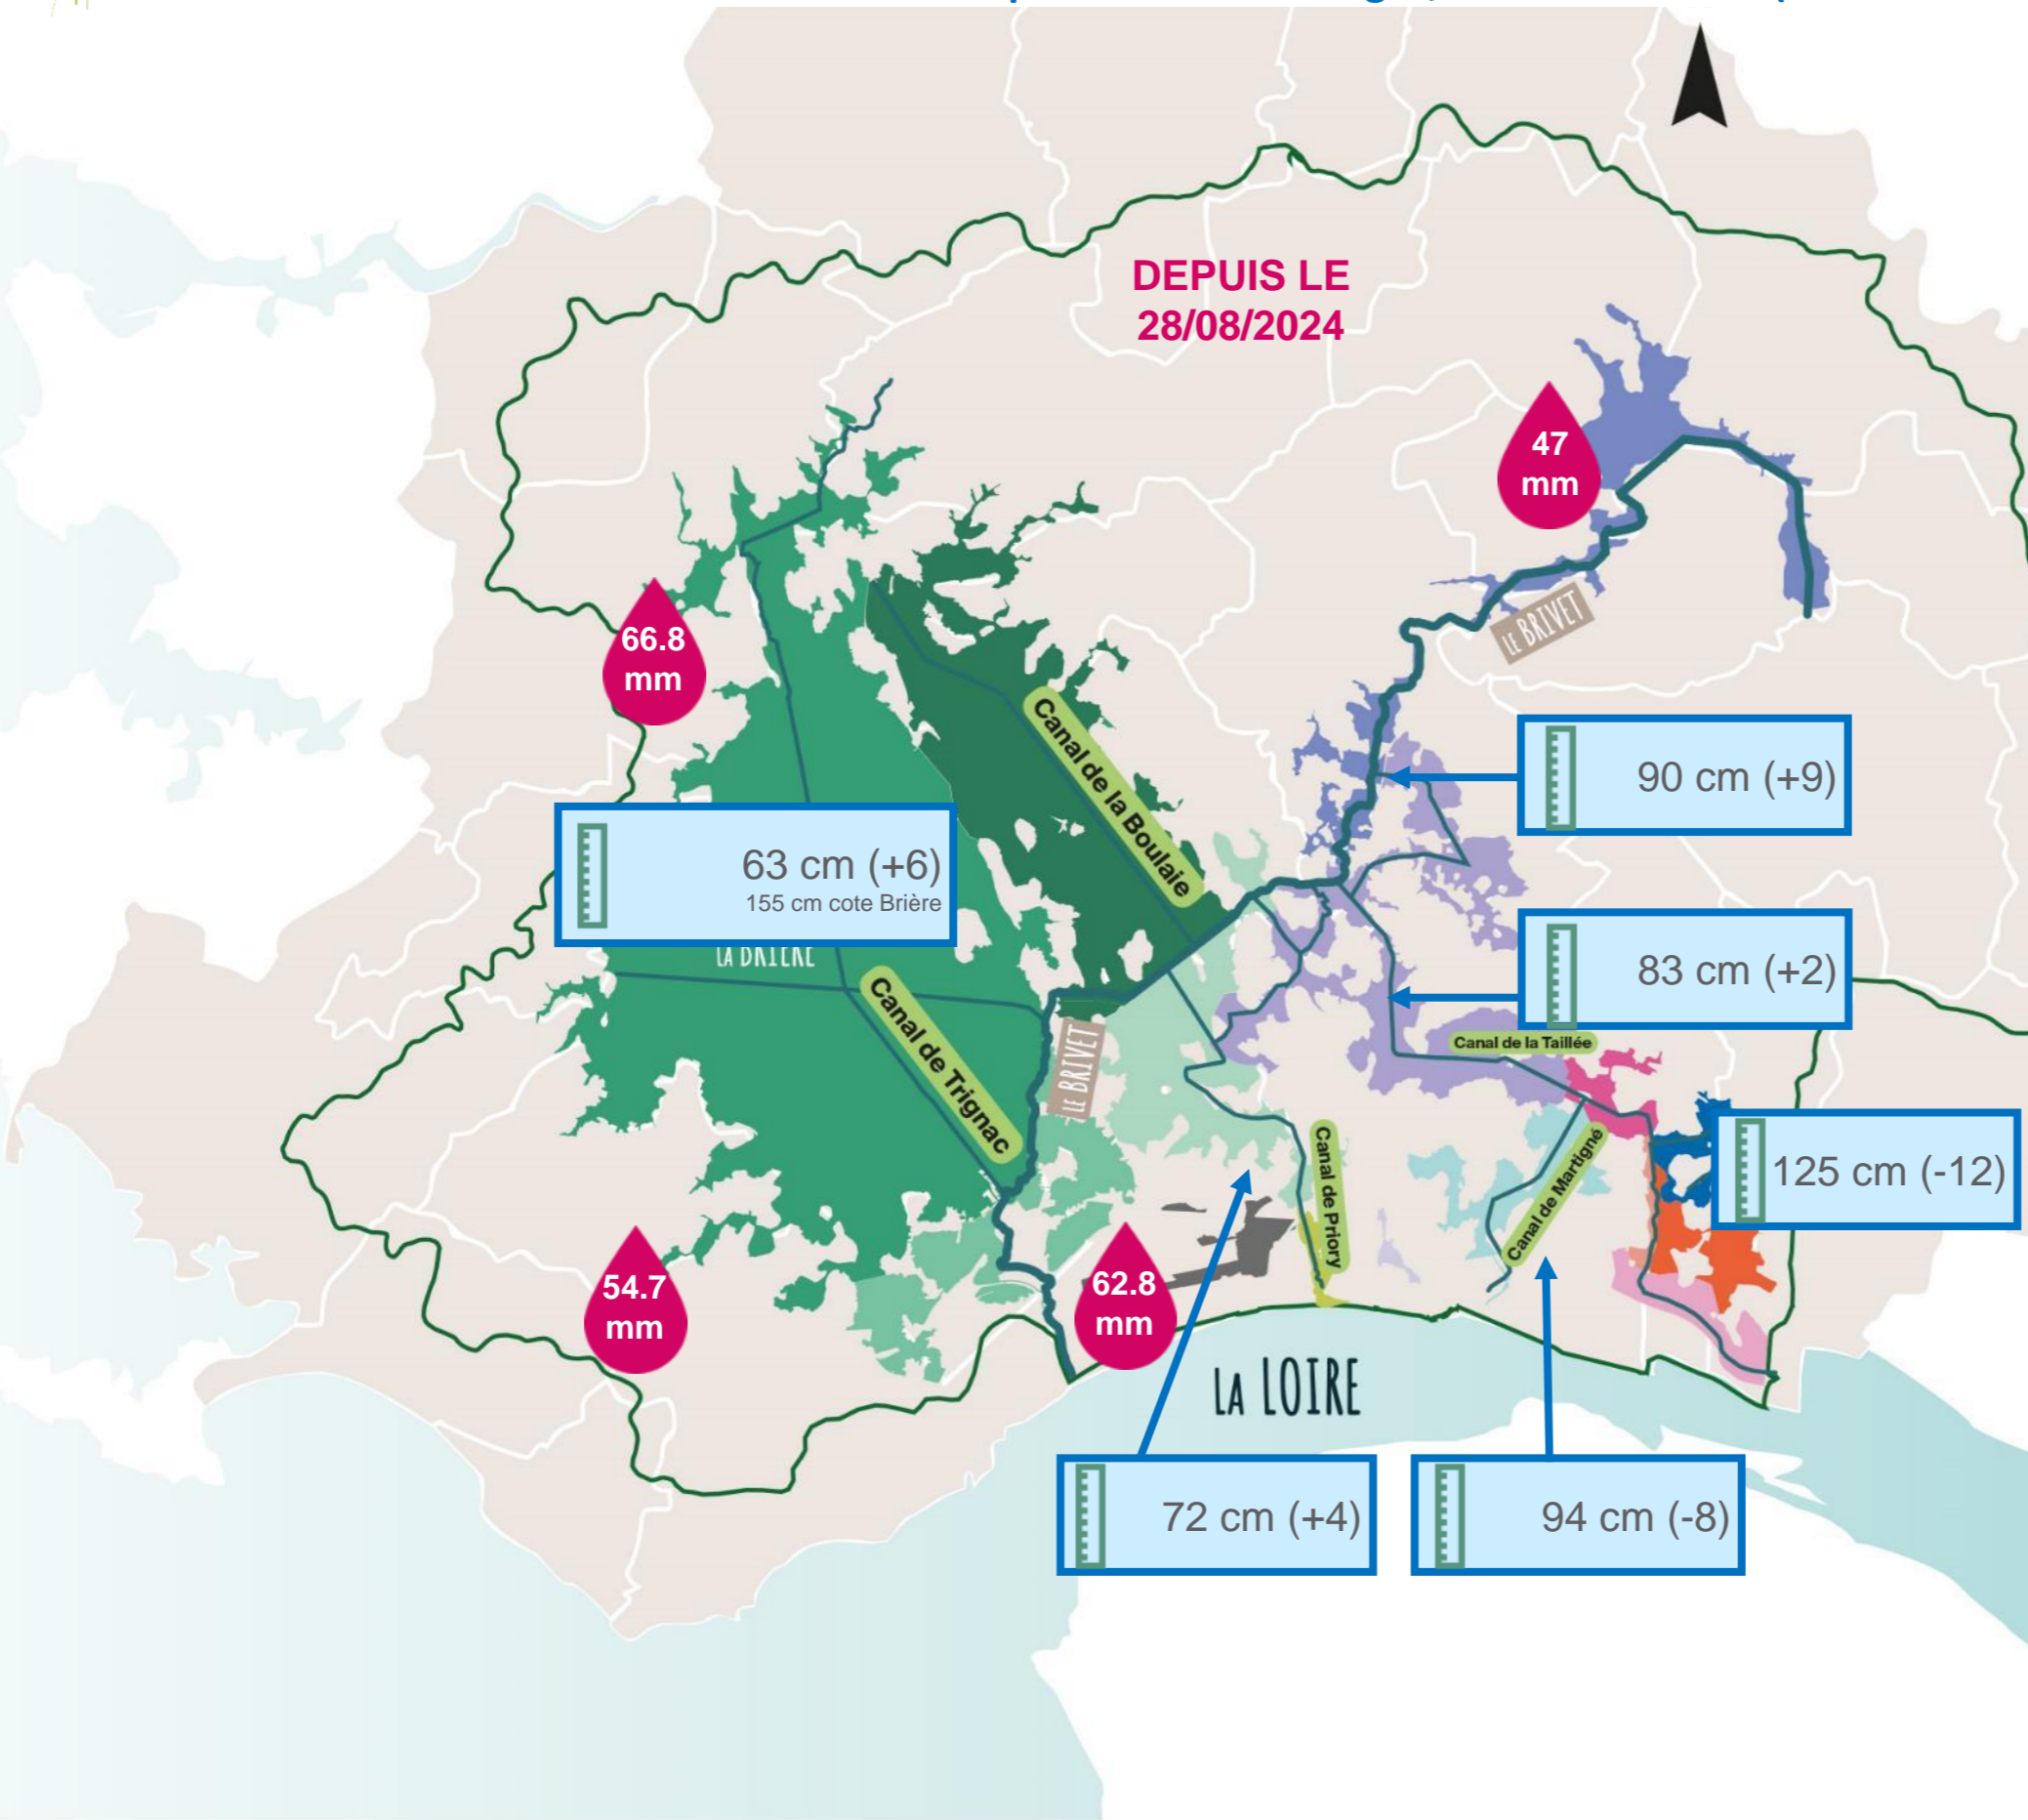 DEPUIS LE
28/08/2024
47
mm
66.8
mm
LE BRIVET
Canal de la Boulaie
90 cm (+9)
63 cm (+6)
155 cm cote Brière
LA BRIÈRE
83 cm (+2)
Canal de Trignac
LE BRIVET
Canal de la Taillée
125 cm (-12)
Canal de Priory
Canal de Martigné
54.7
mm
62.8
mm
LA LOIRE
72 cm (+4)
94 cm (-8)